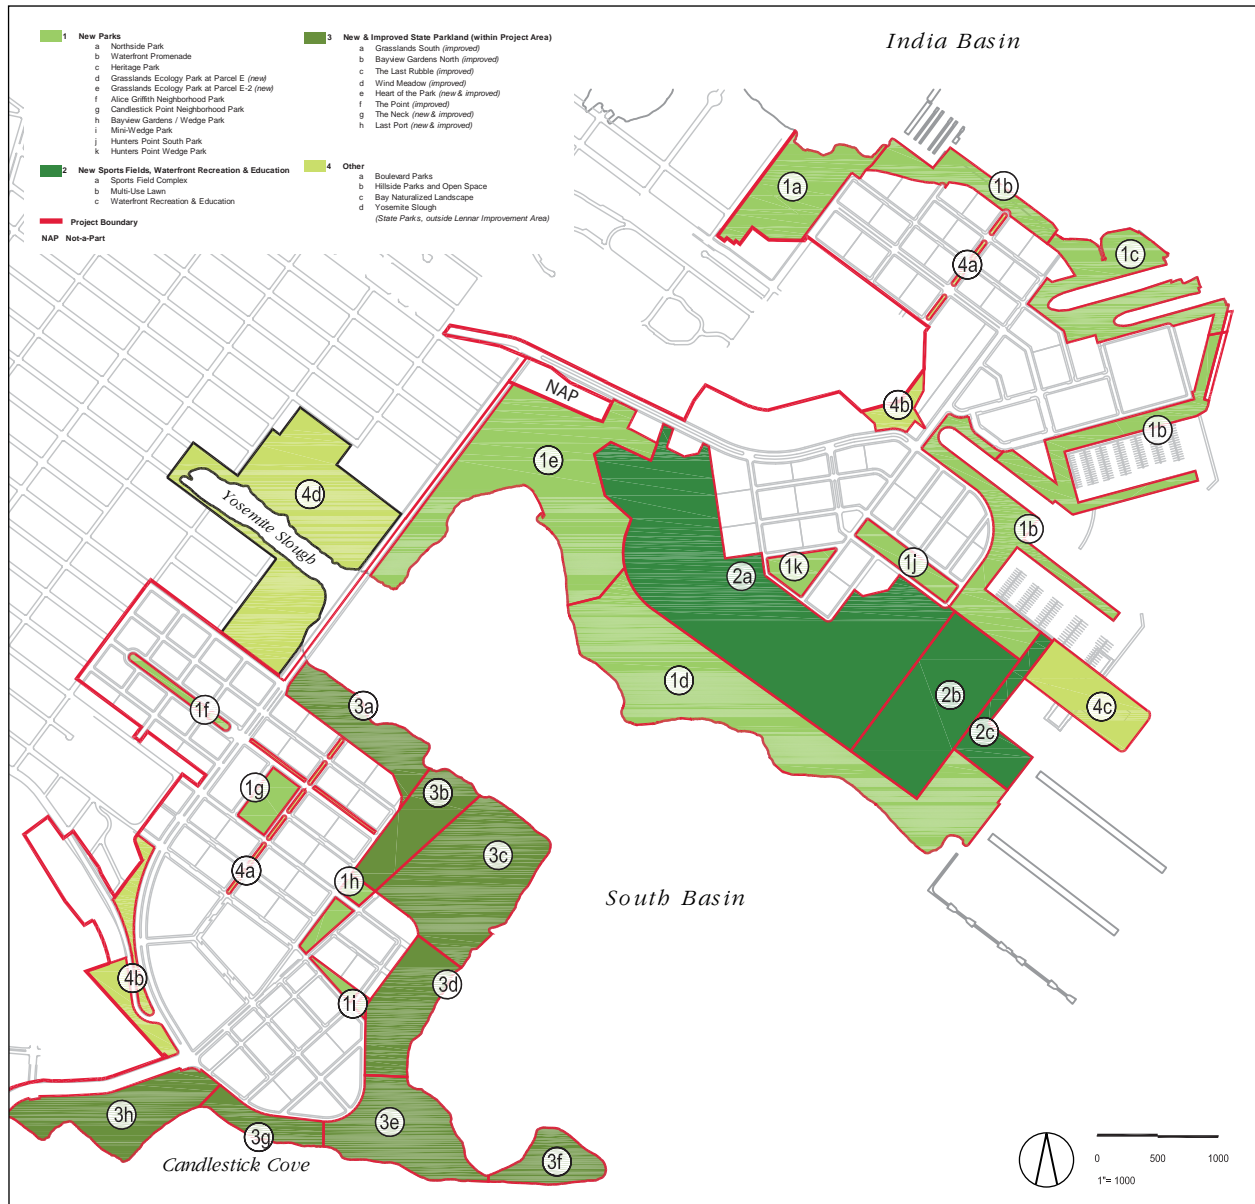 1 New Parks
a Northside Park
b Waterfront Promenade
c Heritage Park
d Grasslands Ecology Park at Parcel E (new)
e Grasslands Ecology Park at Parcel E-2 (new)
f Alice Griffith Neighborhood Park
g Candlestick Point Neighborhood Park
h Bayview Gardens / Wedge Park
i Mini-Wedge Park
j Hunters Point South Park
k Hunters Point Wedge Park
2 New Sports Fields, Waterfront Recreation & Education
a Sports Field Complex
b Multi-Use Lawn
c Waterfront Recreation & Education
Project Boundary
NAP Not-a-Part
3 New & Improved State Parkland (within Project Area)
a Grasslands South (improved)
b Bayview Gardens North (improved)
c The Last Rubble (improved)
d Wind Meadow (improved)
e Heart of the Park (new & improved)
f The Point (improved)
g The Neck (new & improved)
h Last Port (new & improved)
4 Other
a Boulevard Parks
b Hillside Parks and Open Space
c Bay Naturalized Landscape
d Yosemite Slough
(State Parks, outside Lennar Improvement Area)
India Basin
1a
1b
1c
4a
NAP
4b
1b
1e
4d
Yosemite Slough
1b
2a
1k
1j
1d
2b
2c
4c
3a
1f
1g
3b
3c
4a
1h
South Basin
4b
3d
1i
3h
3g
3e
3f
Candlestick Cove
0 500 1000
1"= 1000